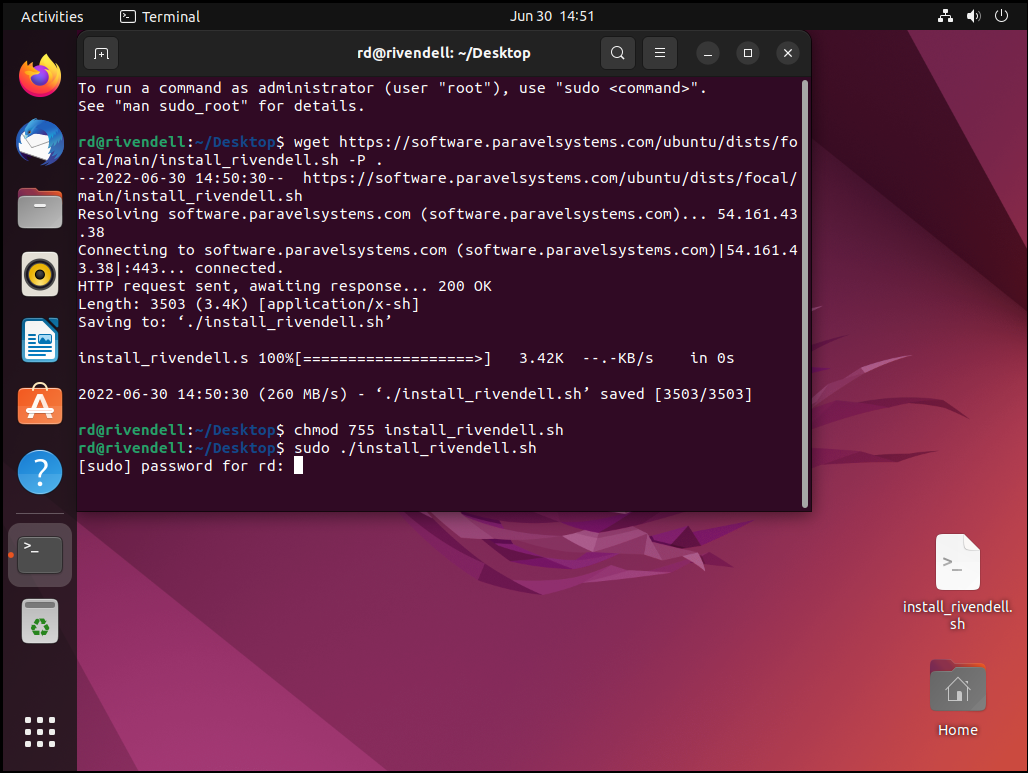 Activities
Terminal
Jun 30 14:51
rd@rivendell: ~/Desktop
To run a command as administrator (user "root"), use "sudo <command>".
See "man sudo_root" for details.
rd@rivendell:~/Desktop$ wget https://software.paravelsystems.com/ubuntu/dists/fo
cal/main/install_rivendell.sh -P .
--2022-06-30 14:50:30--  https://software.paravelsystems.com/ubuntu/dists/focal/
main/install_rivendell.sh
Resolving software.paravelsystems.com (software.paravelsystems.com)... 54.161.43
.38
Connecting to software.paravelsystems.com (software.paravelsystems.com)|54.161.4
3.38|:443... connected.
HTTP request sent, awaiting response... 200 OK
Length: 3503 (3.4K) [application/x-sh]
Saving to: ‘./install_rivendell.sh’
install_rivendell.s 100%[===================>]   3.42K  --.-KB/s    in 0s
2022-06-30 14:50:30 (260 MB/s) - ‘./install_rivendell.sh’ saved [3503/3503]
rd@rivendell:~/Desktop$ chmod 755 install_rivendell.sh
rd@rivendell:~/Desktop$ sudo ./install_rivendell.sh
[sudo] password for rd:
install_rivendell.
sh
Home